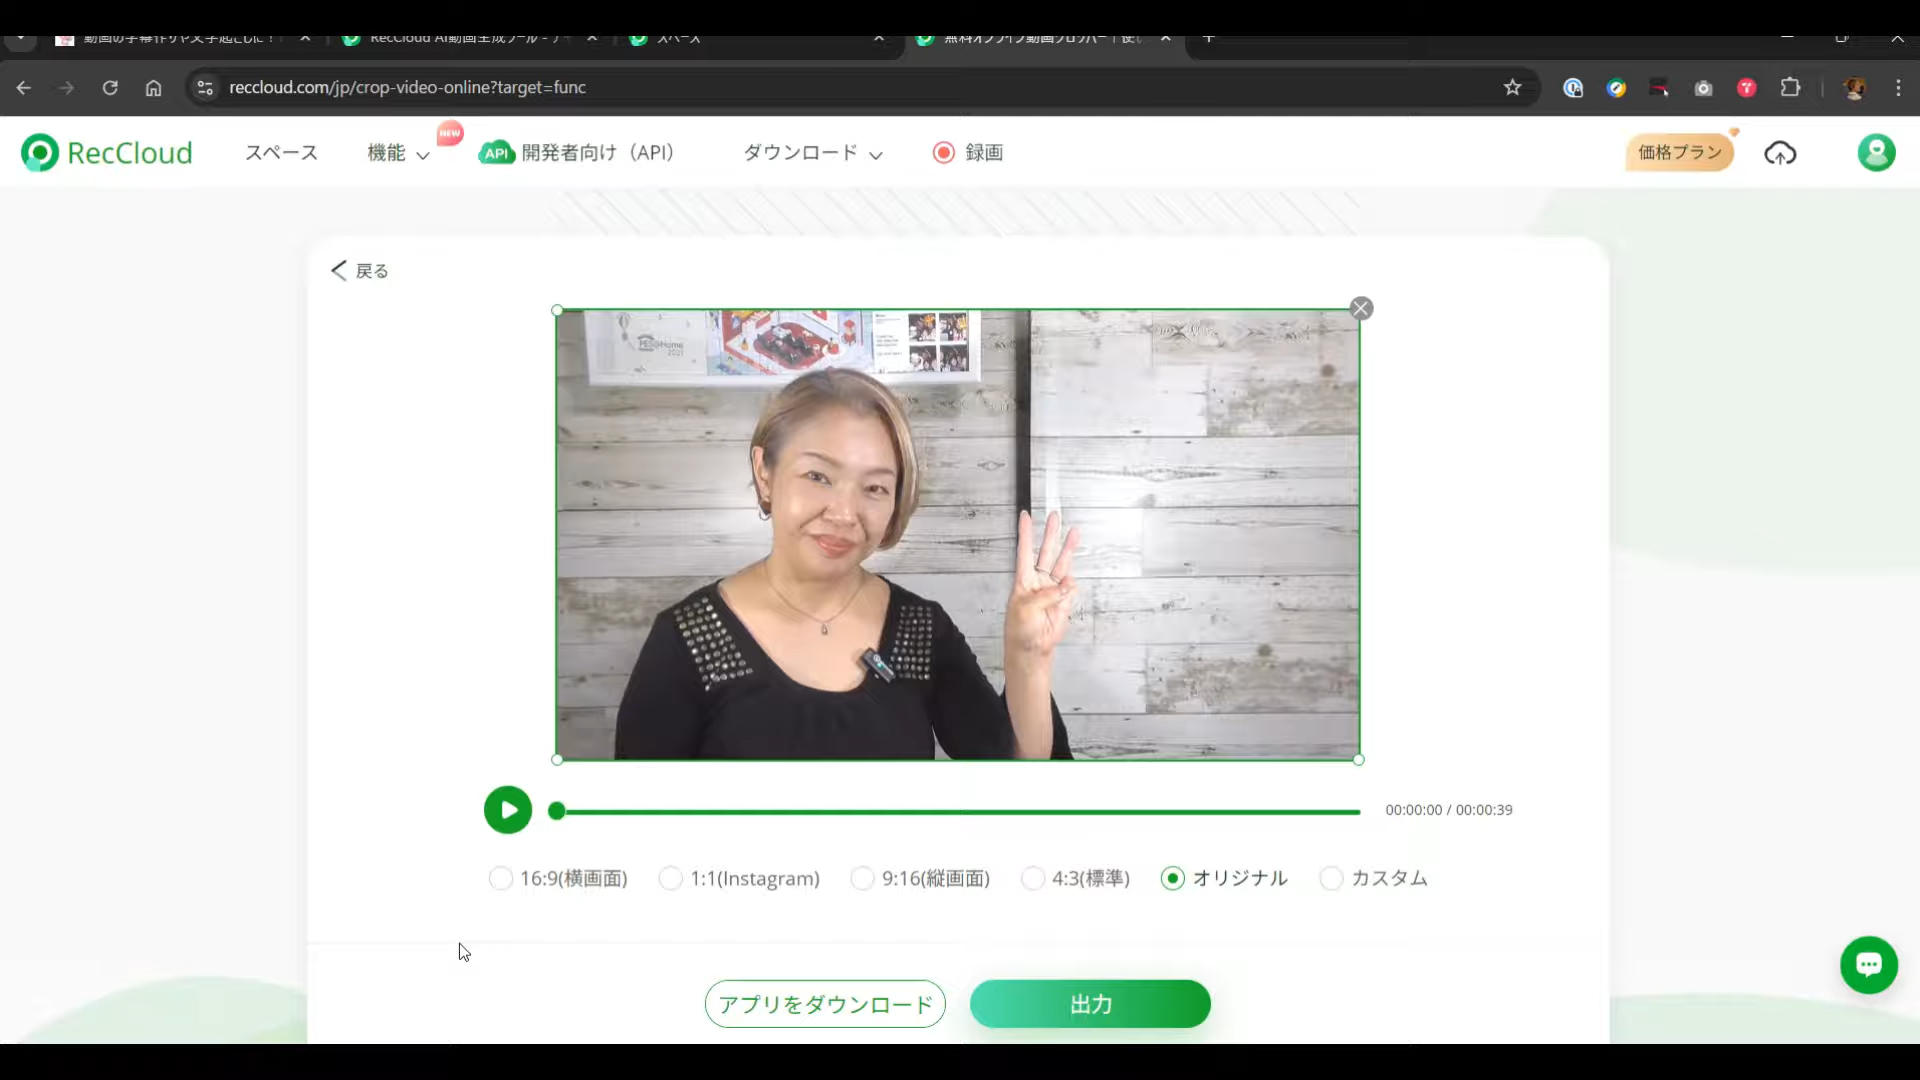 reccloud.com/jp/crop-video-online?target=func
RecCloud
スペース
機能
NEW
API 開発者向け（API）
ダウンロード
録画
価格プラン
戻る
00:00:00 / 00:00:39
16:9(横画面)
1:1(Instagram)
9:16(縦画面)
4:3(標準)
オリジナル
カスタム
アプリをダウンロード
出力